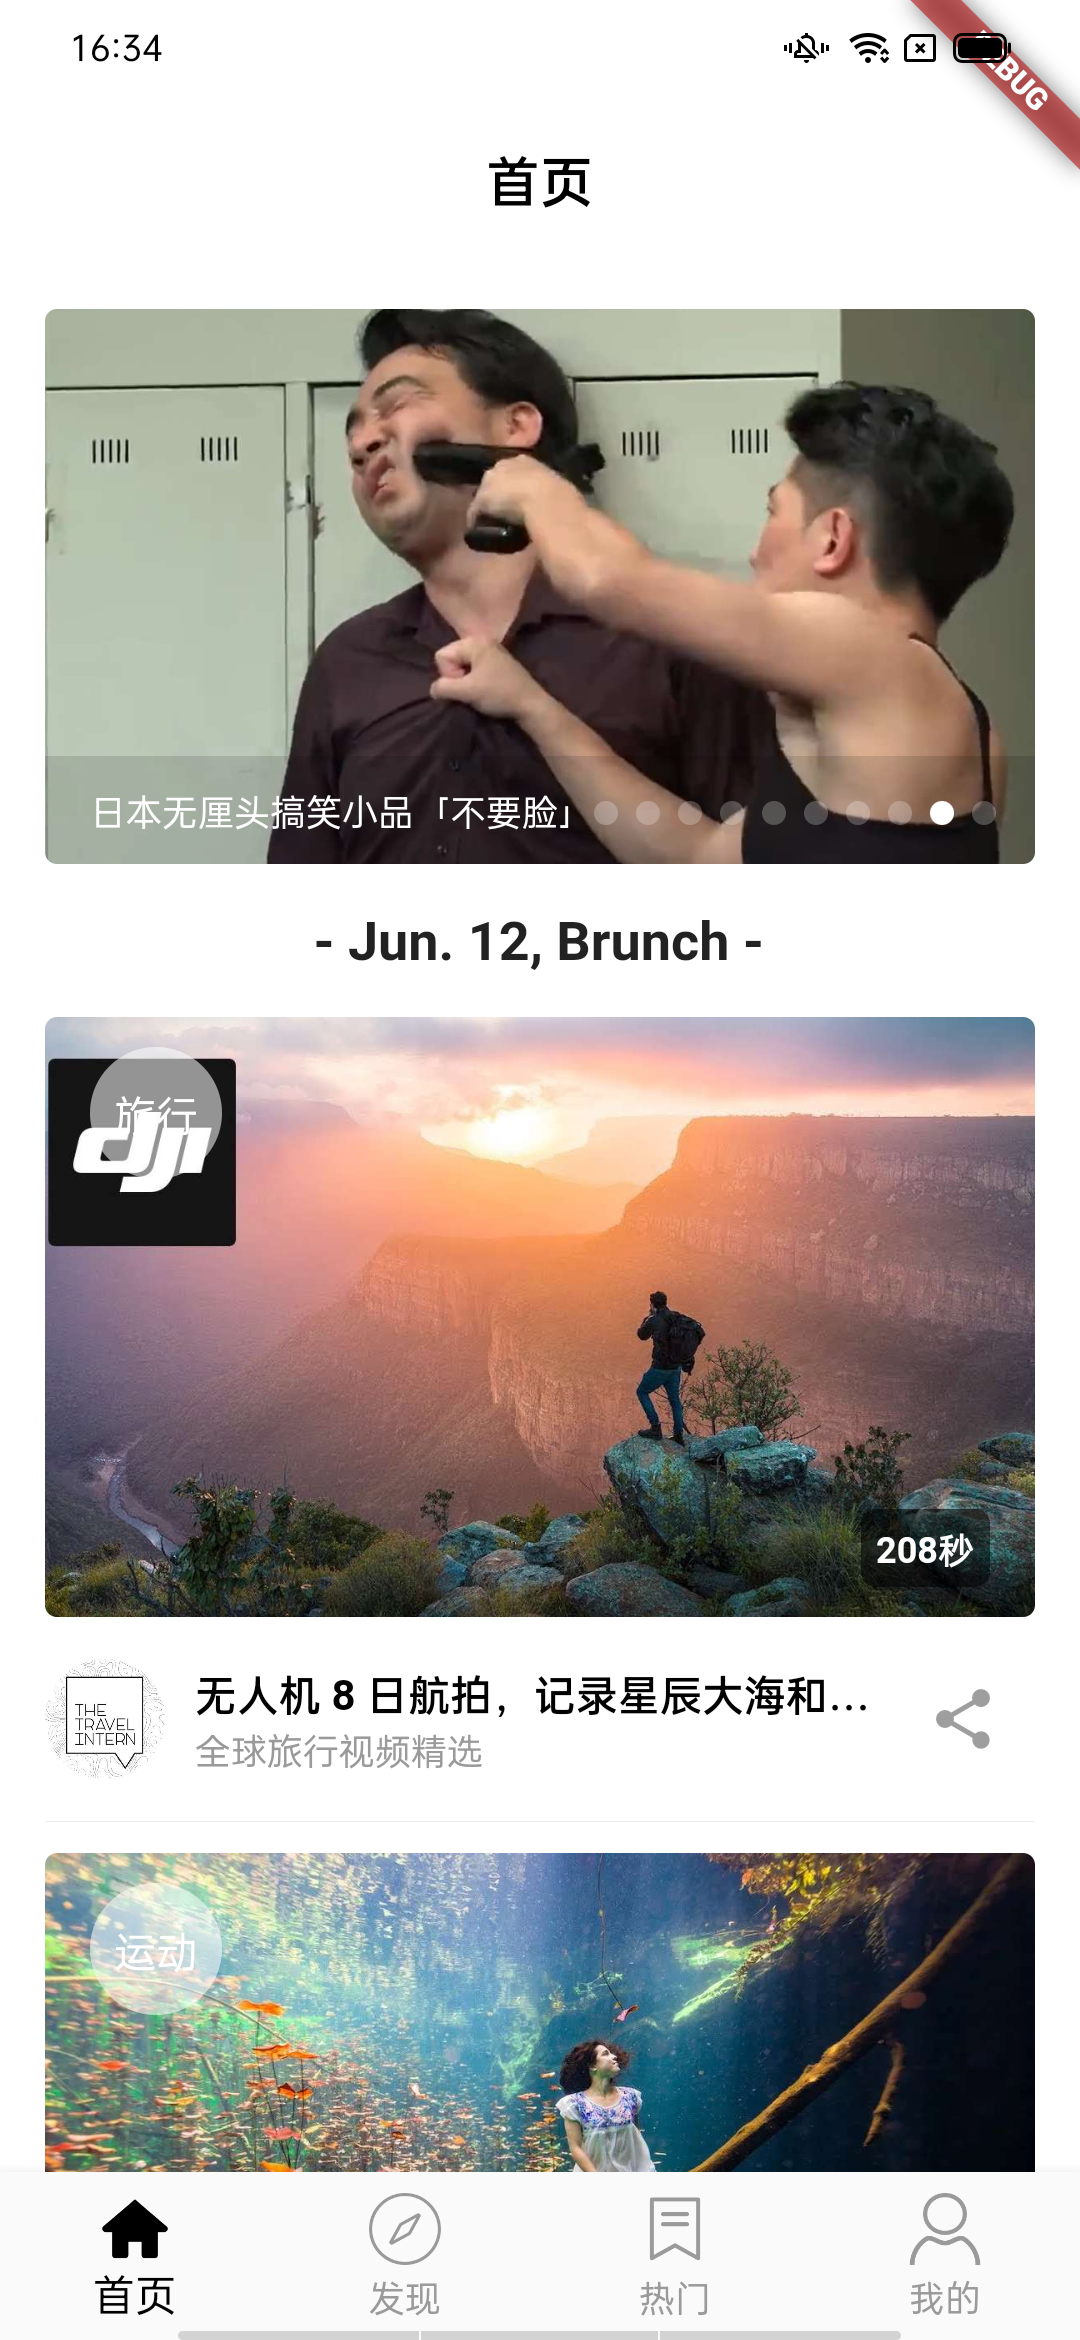 16:34
DEBUG
首页
日本无厘头搞笑小品「不要脸」
- Jun. 12, Brunch -
旅行
dji
208秒
THE
TRAVEL
INTERN
无人机 8 日航拍，记录星辰大海和...
全球旅行视频精选
运动
首页
发现
热门
我的